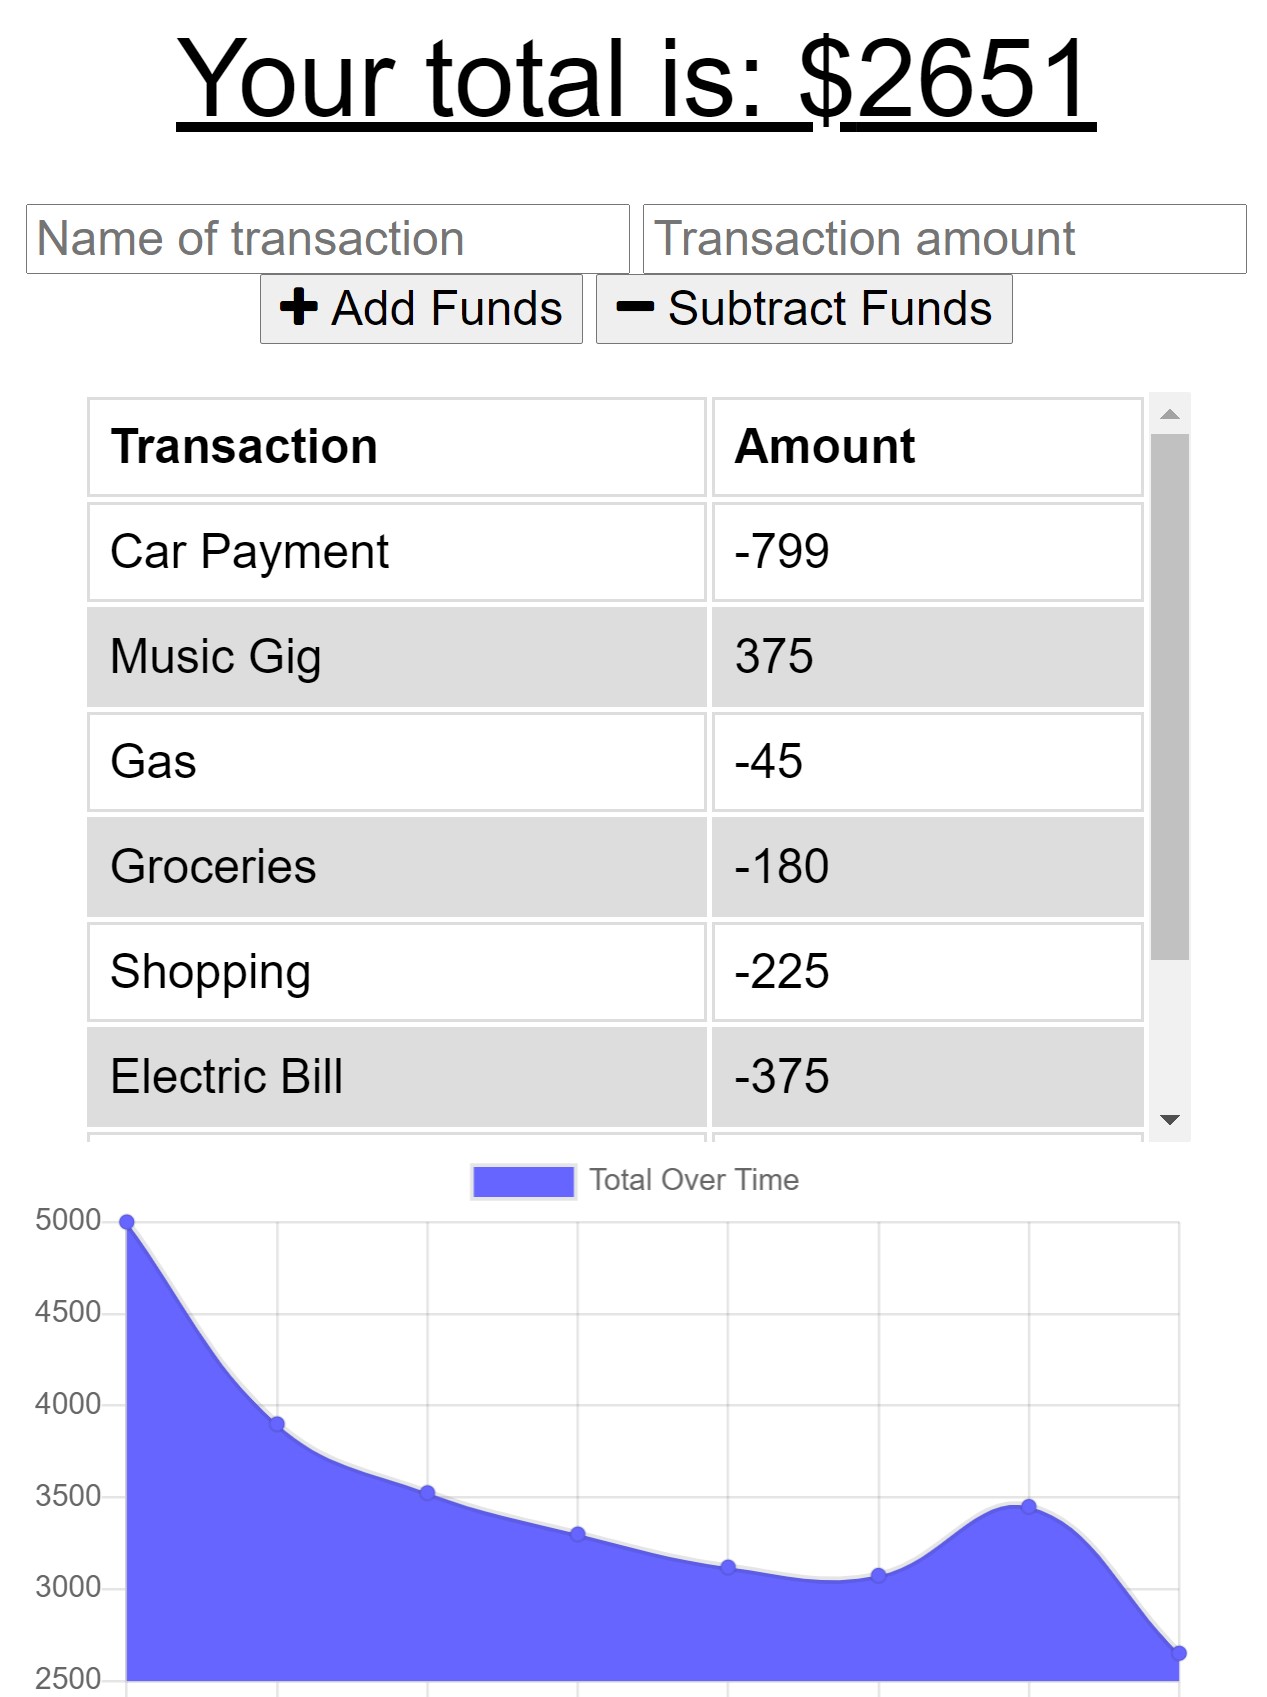 Your total is: $2651
Name of transaction Transaction amount
Add Funds Subtract Funds
Transaction Amount
Car Payment -799
Music Gig 375
Gas -45
Groceries -180
Shopping -225
Electric Bill -375
Total Over Time
5000
4500
4000
3500
3000
2500